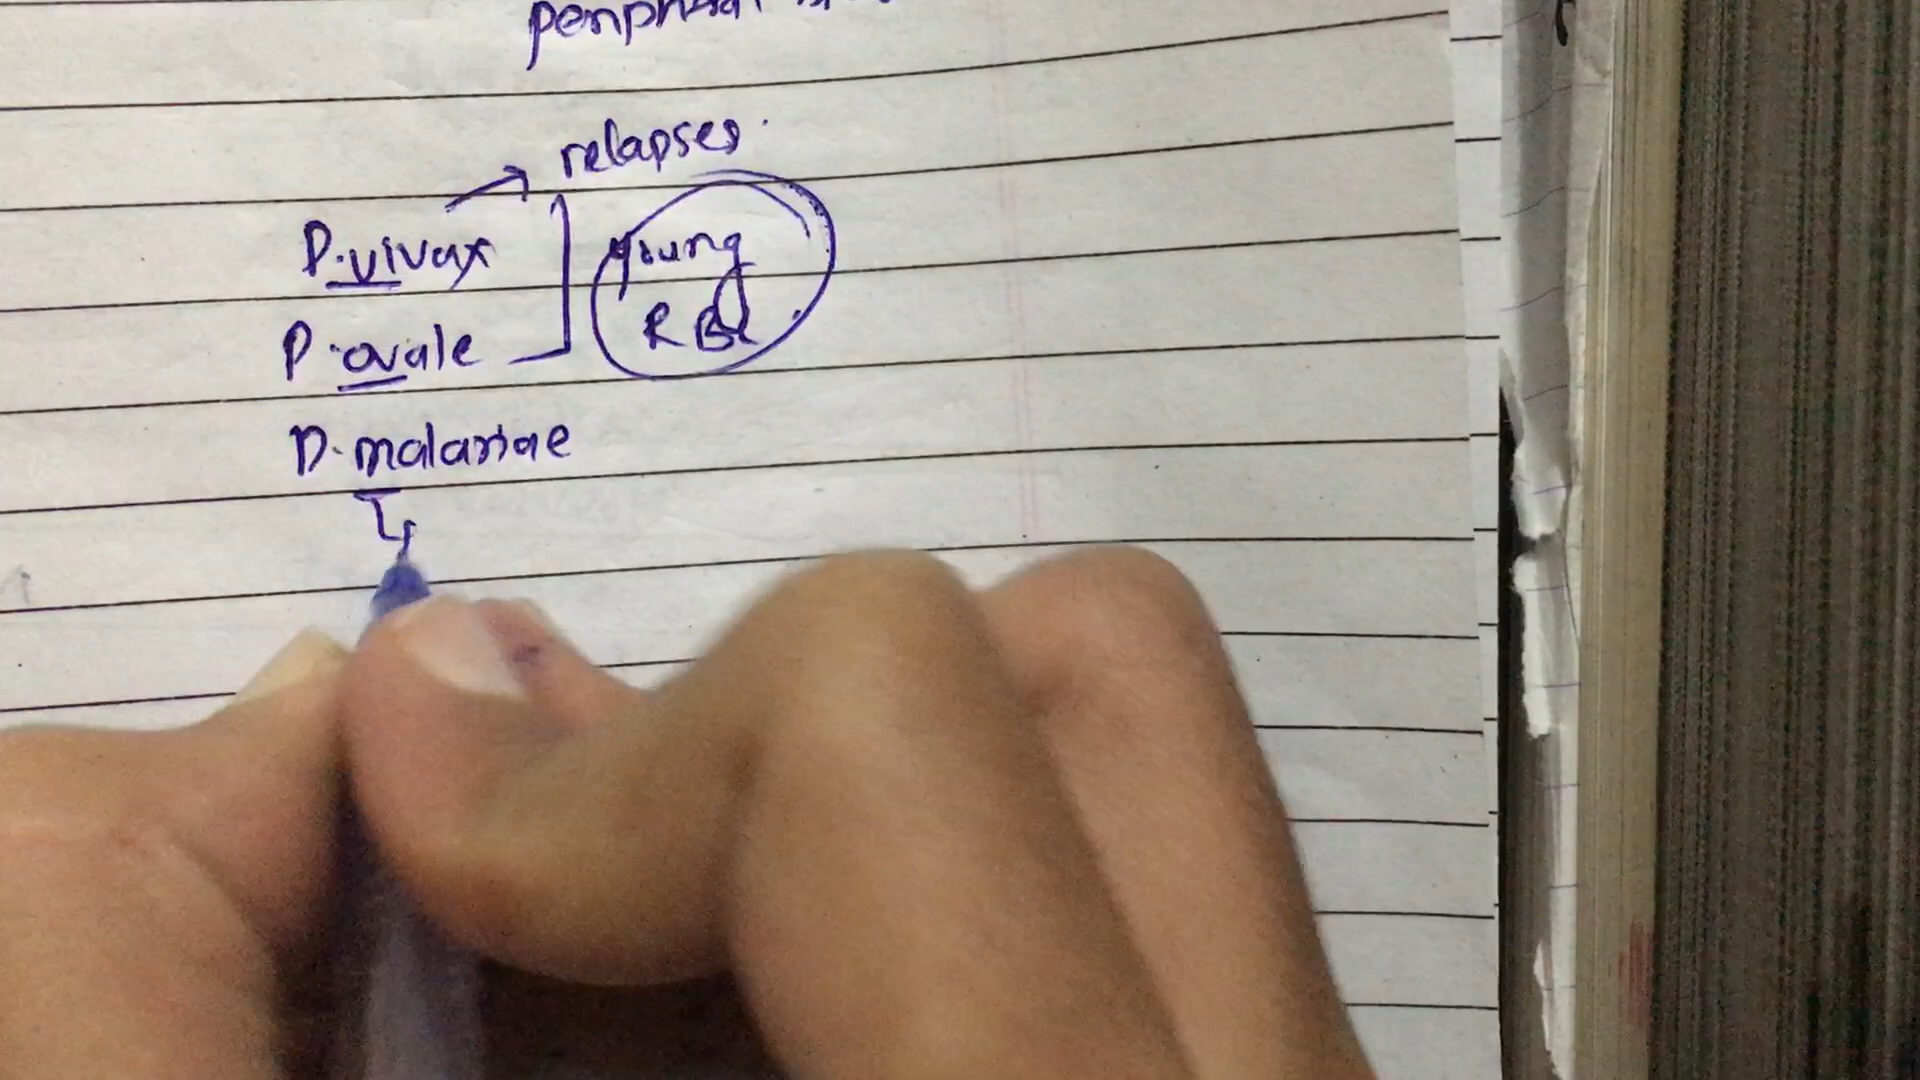 relapses.
P. vivax young
P. ovale RBC
P. malariae